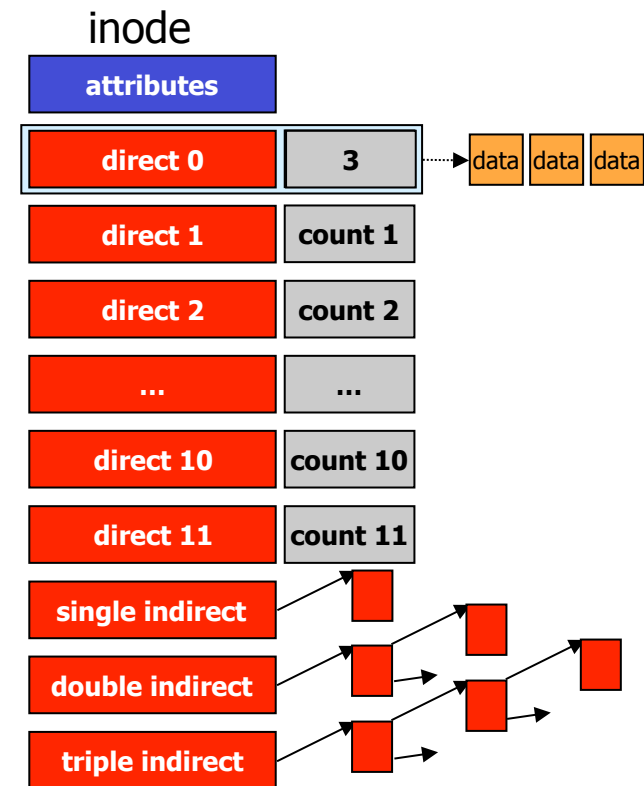 inode
attributes
direct 0 3 data data data
direct 1 count 1
direct 2 count 2
... ...
direct 10 count 10
direct 11 count 11
single indirect
double indirect
triple indirect